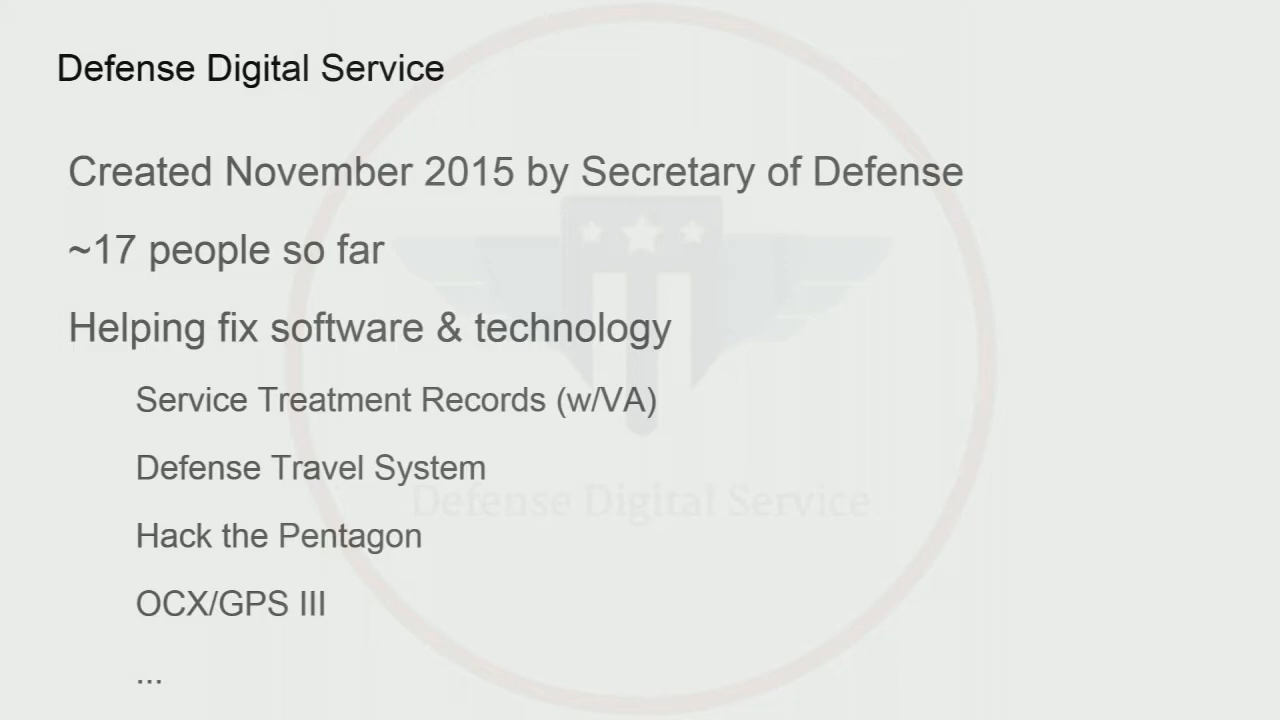 Defense Digital Service
Created November 2015 by Secretary of Defense
~17 people so far
Helping fix software & technology
Service Treatment Records (w/VA)
Defense Travel System
Defense Digital Service
Hack the Pentagon
OCX/GPS III
...